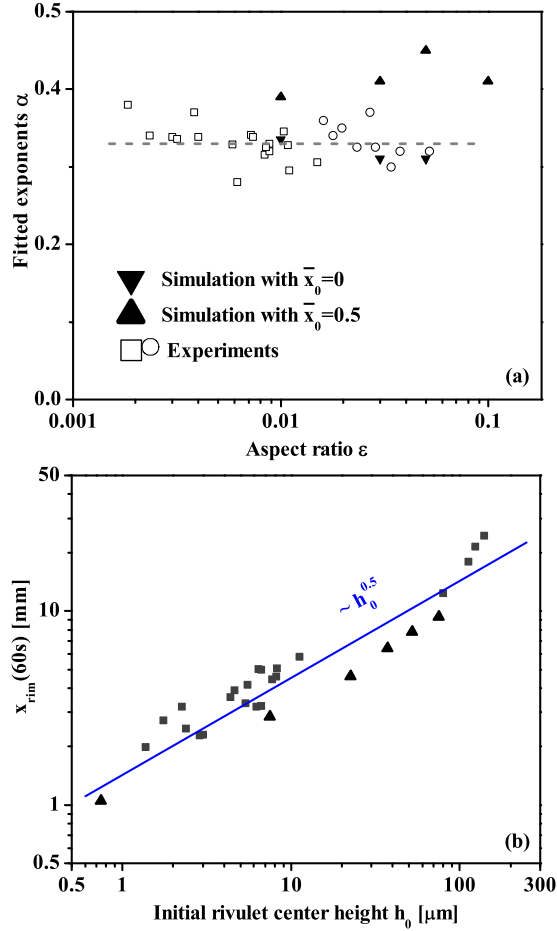 0.5
0.4
0.2
0.0
Fitted exponents α
Simulation with x̄₀=0
Simulation with x̄₀=0.5
Experiments
(a)
0.001
0.01
0.1
Aspect ratio ε
50
10
1
0.5
x_rim(60s) [mm]
~ h₀^0.5
(b)
0.5
1
10
100
300
Initial rivulet center height h₀ [μm]